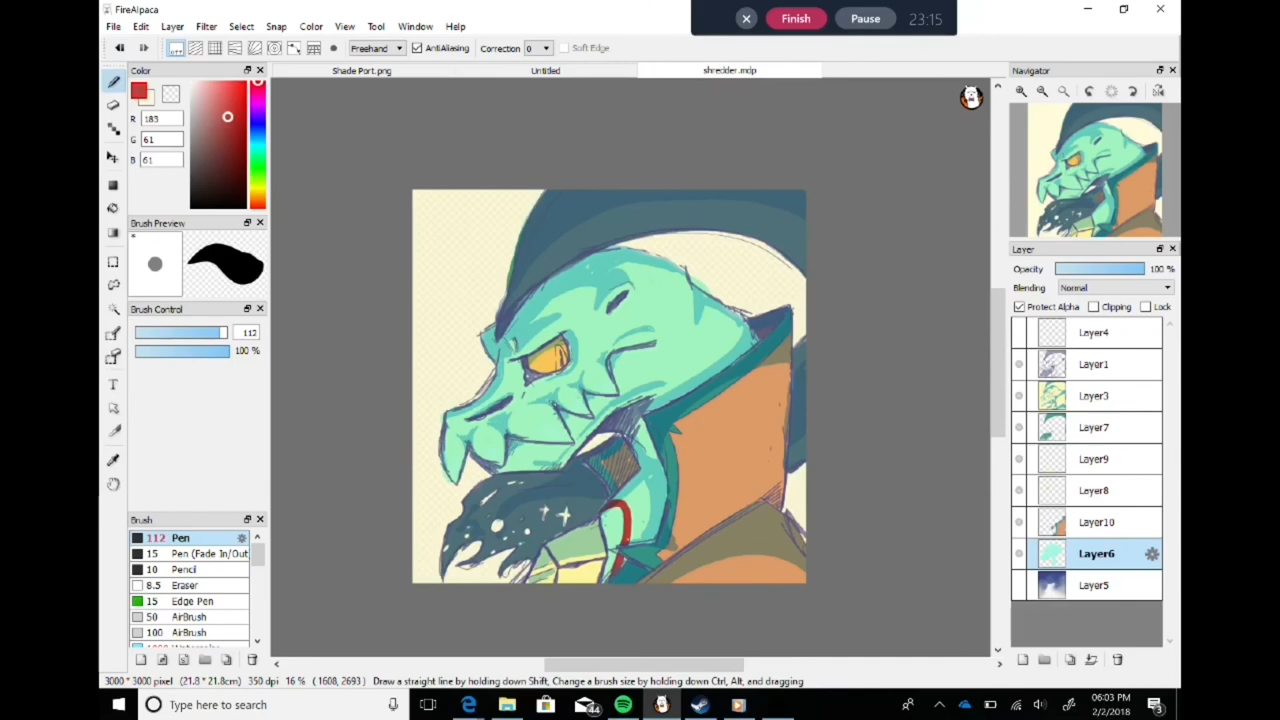 FireAlpaca
Finish Pause 23:15
File Edit Layer Filter Select Snap Color View Tool Window Help
Freehand AntiAliasing Correction 0 Soft Edge
Color Shade Port.png Untitled shredder.mdp Navigator
R 183
G 61
B 61
Brush Preview
Layer
Opacity 100 %
Blending Normal
Brush Control
Protect Alpha Clipping Lock
112
Layer4
100 %
Layer1
Layer3
Layer7
Layer9
Layer8
Brush
Layer10
112 Pen
15 Pen (Fade In/Out
Layer6
10 Pencil
8.5 Eraser
Layer5
15 Edge Pen
50 AirBrush
100 AirBrush
3000 * 3000 pixel (21.8 * 21.8cm) 350 dpi 16 % (1608, 2693) Draw a straight line by holding down Shift, Change a brush size by holding down Ctrl, Alt, and dragging
06:03 PM
Type here to search 44
2/2/2018 3